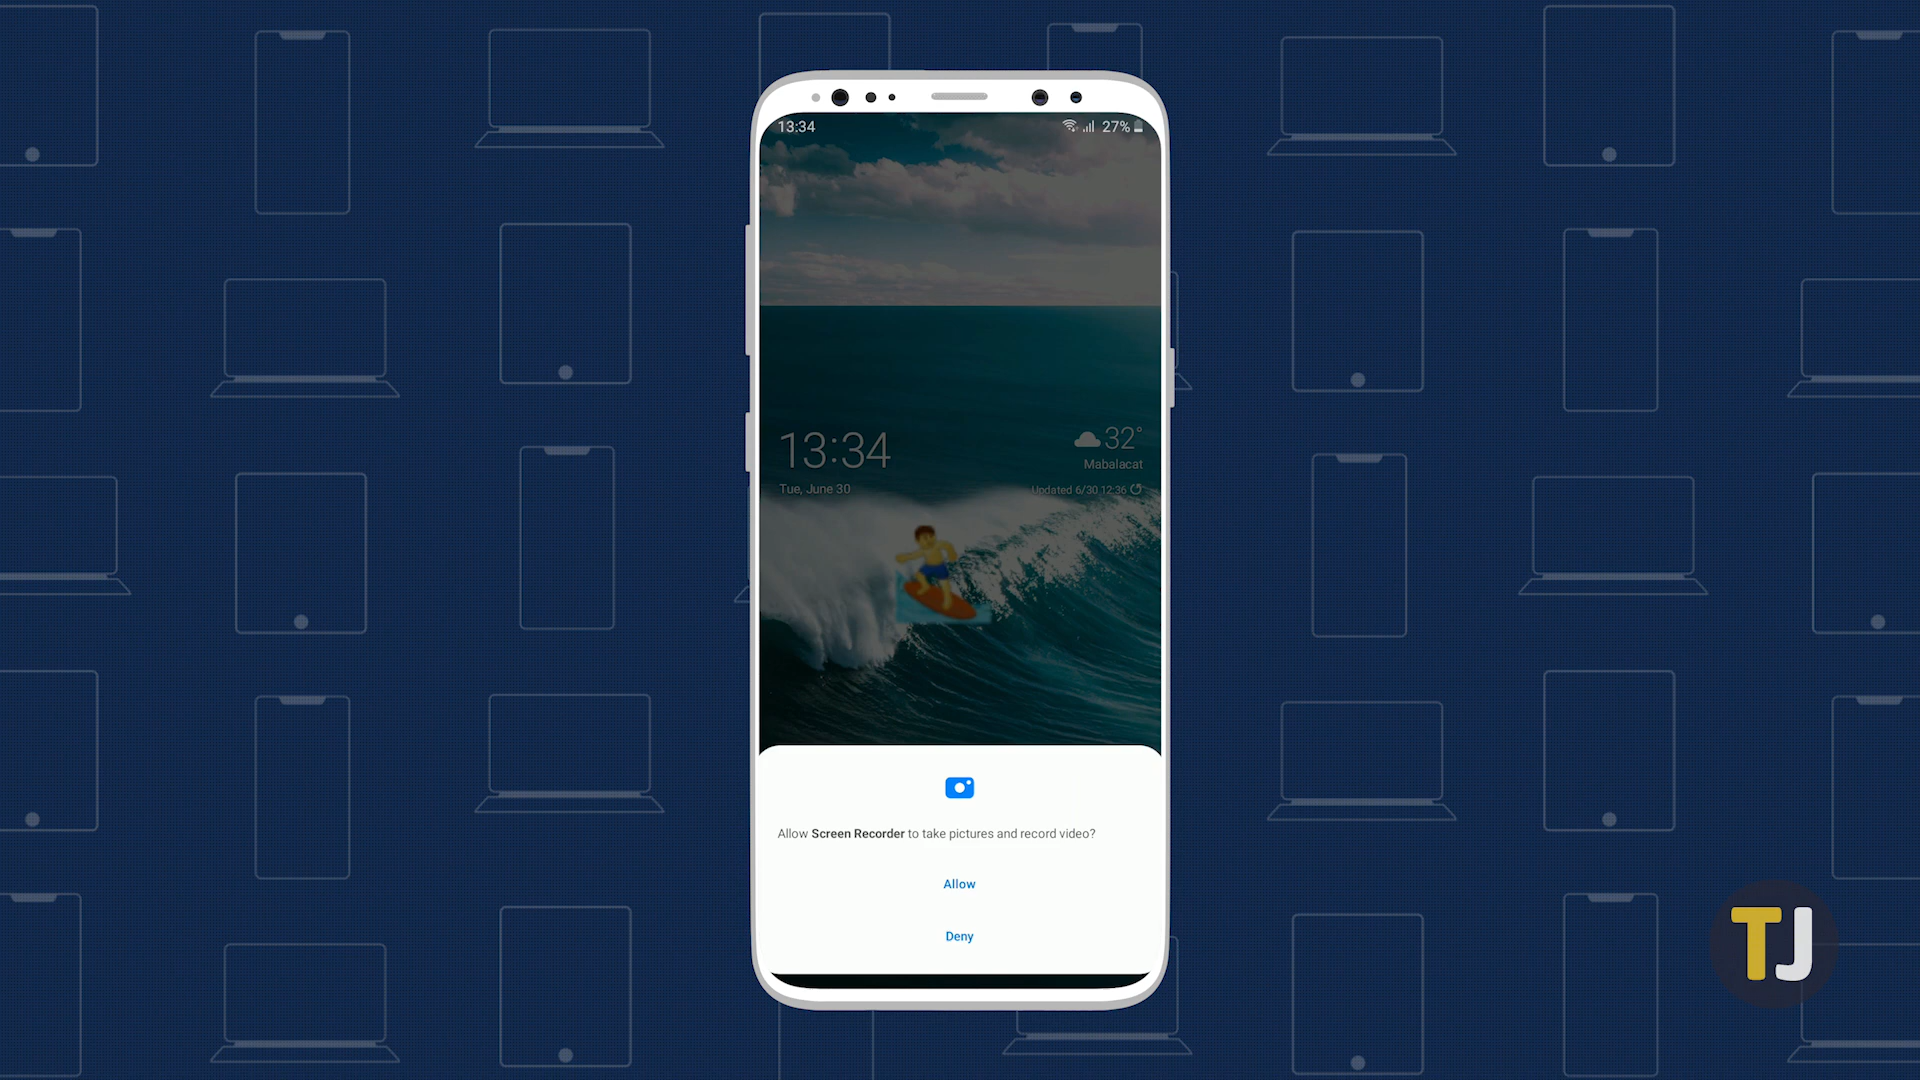 13:34
27%
13:34
32°
Mabalacat
Tue, June 30
Updated 6/30 12:36
Allow Screen Recorder to take pictures and record video?
Allow
Deny
TJ